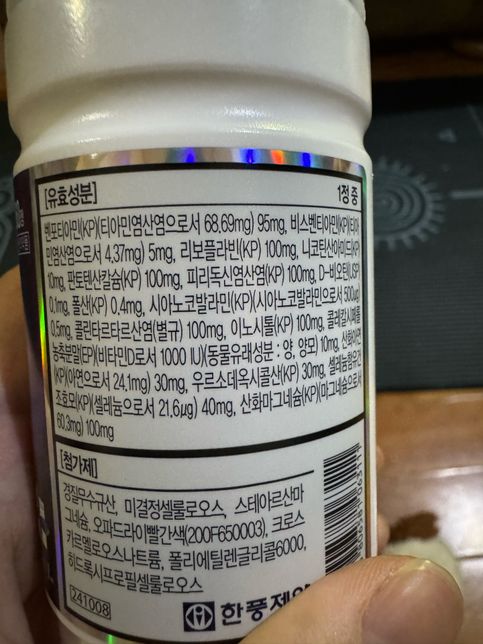 [유효성분] 1정 중
벤포티아민(KP)(티아민염산염으로서 68.69mg) 95mg, 비스벤티아민(KP)(티아
민염산염으로서 4.37mg) 5mg, 리보플라빈(KP) 100mg, 니코틴산아미드(KP)
10mg, 판토텐산칼슘(KP) 100mg, 피리독신염산염(KP) 100mg, D-비오틴(USP)
0.1mg, 폴산(KP) 0.4mg, 시아노코발라민(KP)(시아노코발라민으로서 500μg)
0.5mg, 콜린타르타르산염(별규) 100mg, 이노시톨(KP) 100mg, 콜레칼시페롤
농축분말(EP)(비타민D로서 1000 IU)(동물유래성분 : 양, 양모) 10mg, 산화아연
(KP)(아연으로서 24.1mg) 30mg, 우르소데옥시콜산(KP) 30mg, 셀레늄함유건
조효모(KP)(셀레늄으로서 21.6μg) 40mg, 산화마그네슘(KP)(마그네슘으로서
60.3mg) 100mg
[첨가제]
경질무수규산, 미결정셀룰로오스, 스테아르산마
그네슘, 오파드라이빨간색(200F650003), 크로스
카르멜로오스나트륨, 폴리에틸렌글리콜6000,
히드록시프로필셀룰로오스
241008
한풍제약